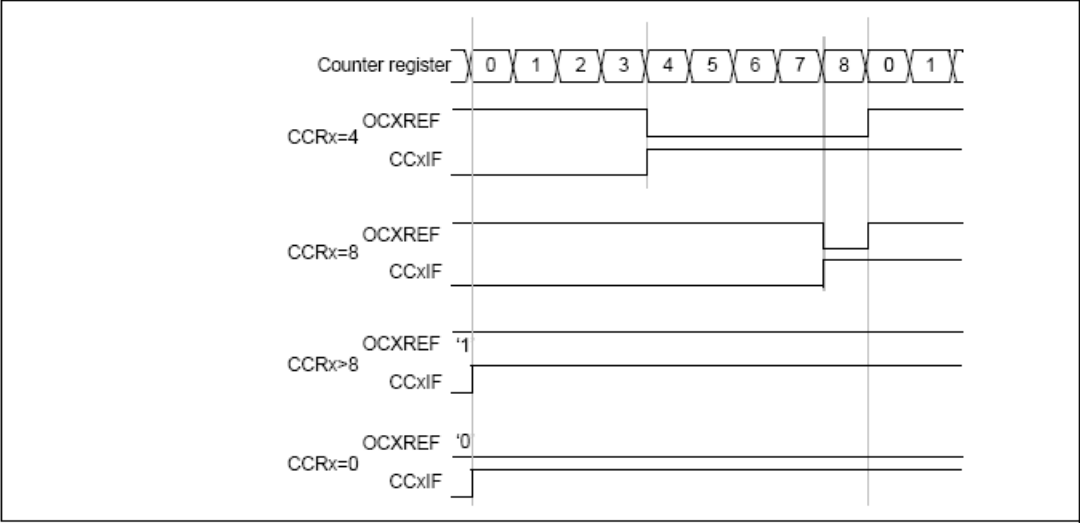 Counter register 0 1 2 3 4 5 6 7 8 0 1
OCXREF
CCRx=4
CCxIF
OCXREF
CCRx=8
CCxIF
OCXREF '1
CCRx>8
CCxIF
OCXREF '0
CCRx=0
CCxIF